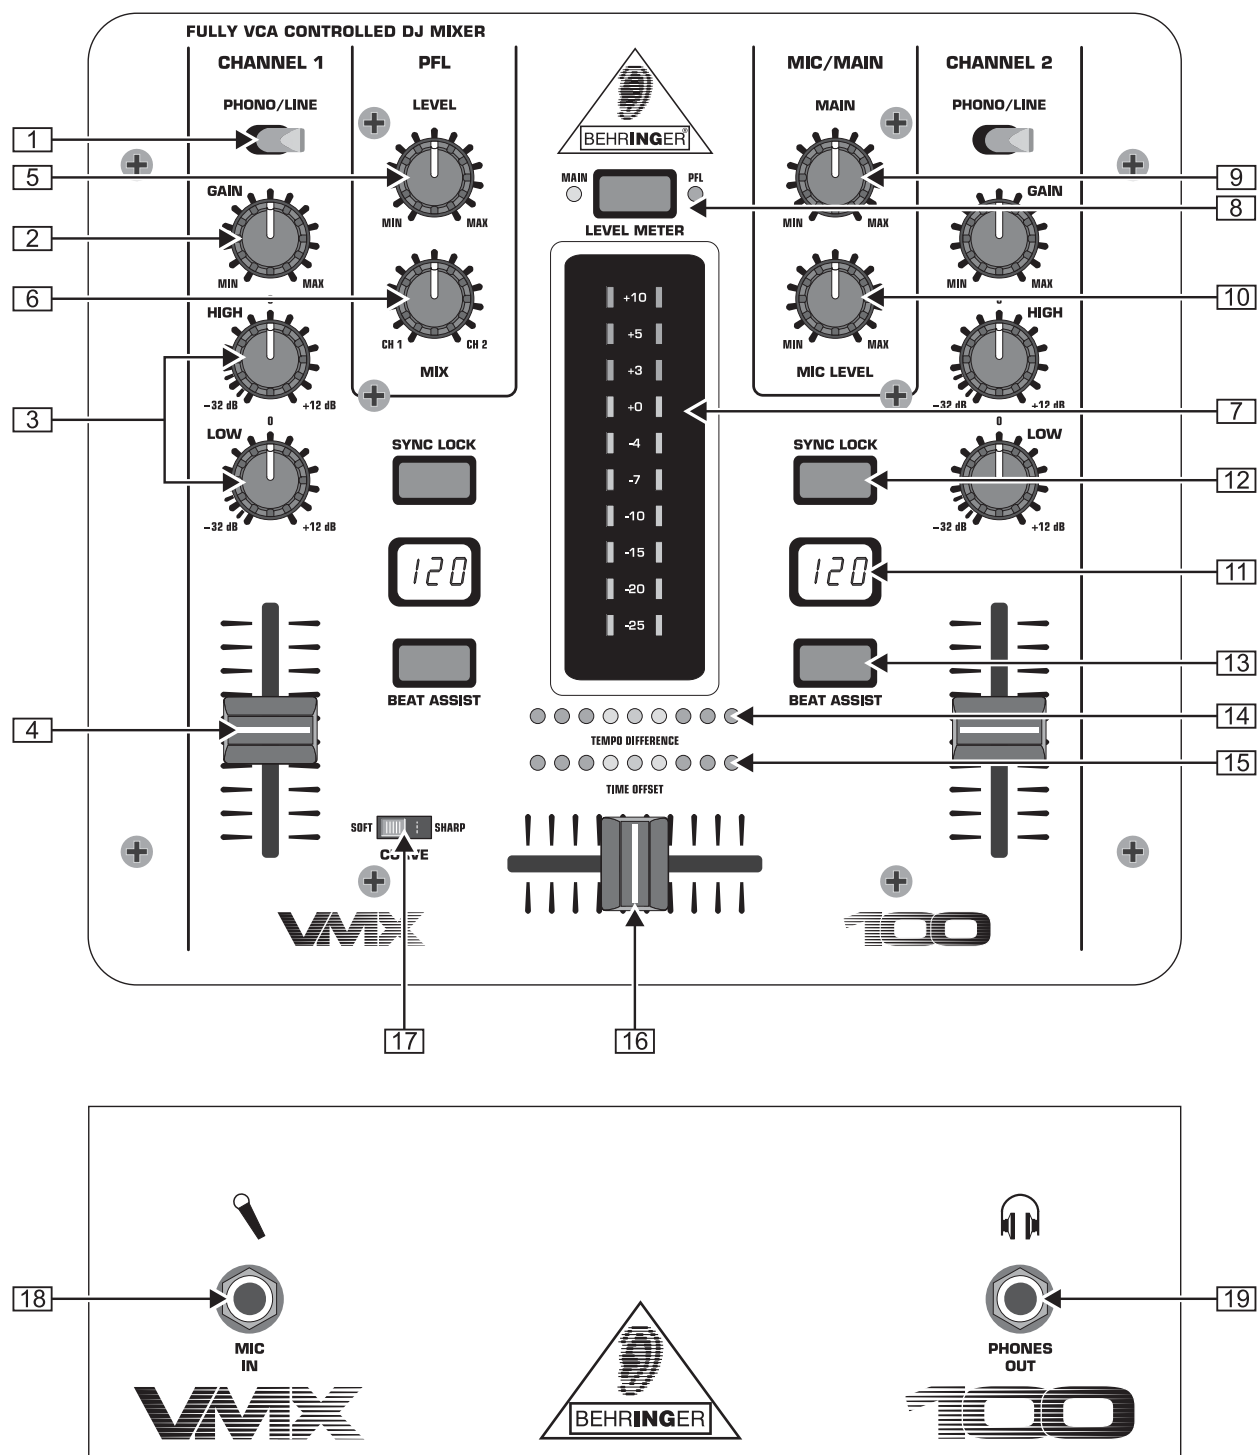 FULLY VCA CONTROLLED DJ MIXER
CHANNEL 1
PFL
MIC/MAIN
CHANNEL 2
PHONO/LINE
LEVEL
MAIN
PHONO/LINE
1
BEHRINGER®
5
MAIN
PFL
9
8
GAIN
MIN
MAX
LEVEL METER
MIN
MAX
GAIN
2
MIN
MAX
MIN
MAX
6
+10
10
0
0
HIGH
CH 1
CH 2
+5
MIN
MAX
HIGH
MIX
+3
MIC LEVEL
-32 dB
+12 dB
+0
-32 dB
+12 dB
3
7
0
0
LOW
SYNC LOCK
-4
SYNC LOCK
LOW
-7
12
-10
-32 dB
+12 dB
-32 dB
+12 dB
-15
120
120
11
-20
-25
13
BEAT ASSIST
BEAT ASSIST
4
14
TEMPO DIFFERENCE
15
TIME OFFSET
SOFT
SHARP
CURVE
VMX
100
17
16
18
19
MIC
IN
PHONES
OUT
VMX
BEHRINGER
100